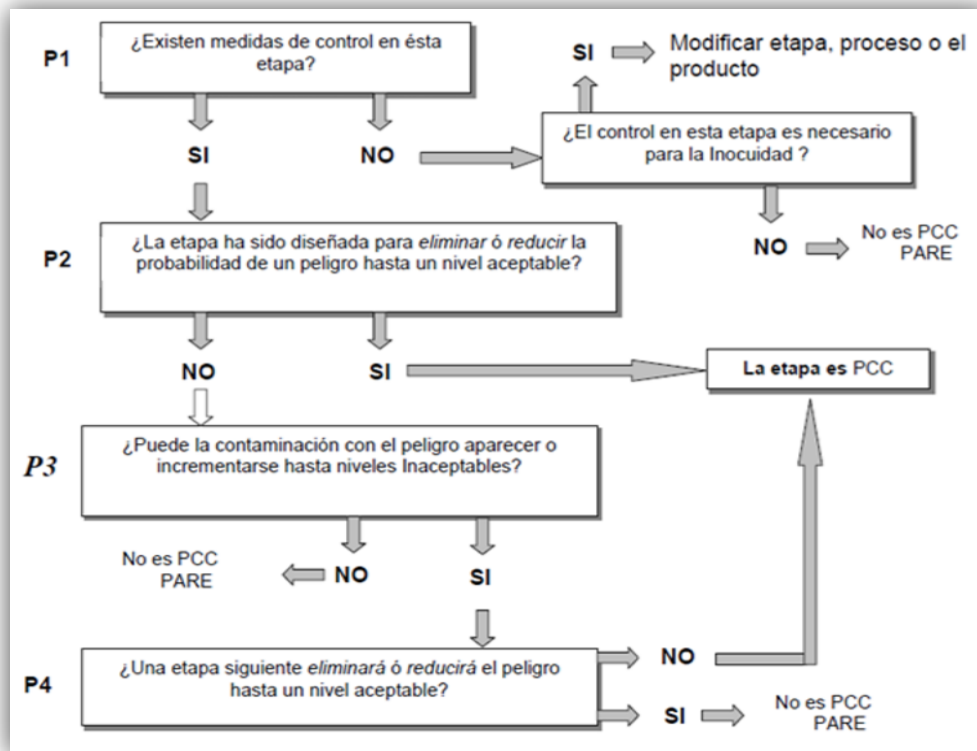 P1
¿Existen medidas de control en ésta
etapa?
SI
Modificar etapa, proceso o el
producto
¿El control en esta etapa es necesario
para la Inocuidad ?
SI
NO
NO
No es PCC
PARE
P2
¿La etapa ha sido diseñada para eliminar ó reducir la
probabilidad de un peligro hasta un nivel aceptable?
NO
SI
La etapa es PCC
P3
¿Puede la contaminación con el peligro aparecer o
incrementarse hasta niveles Inaceptables?
No es PCC
PARE
NO
SI
P4
¿Una etapa siguiente eliminará ó reducirá el peligro
hasta un nivel aceptable?
NO
SI
No es PCC
PARE